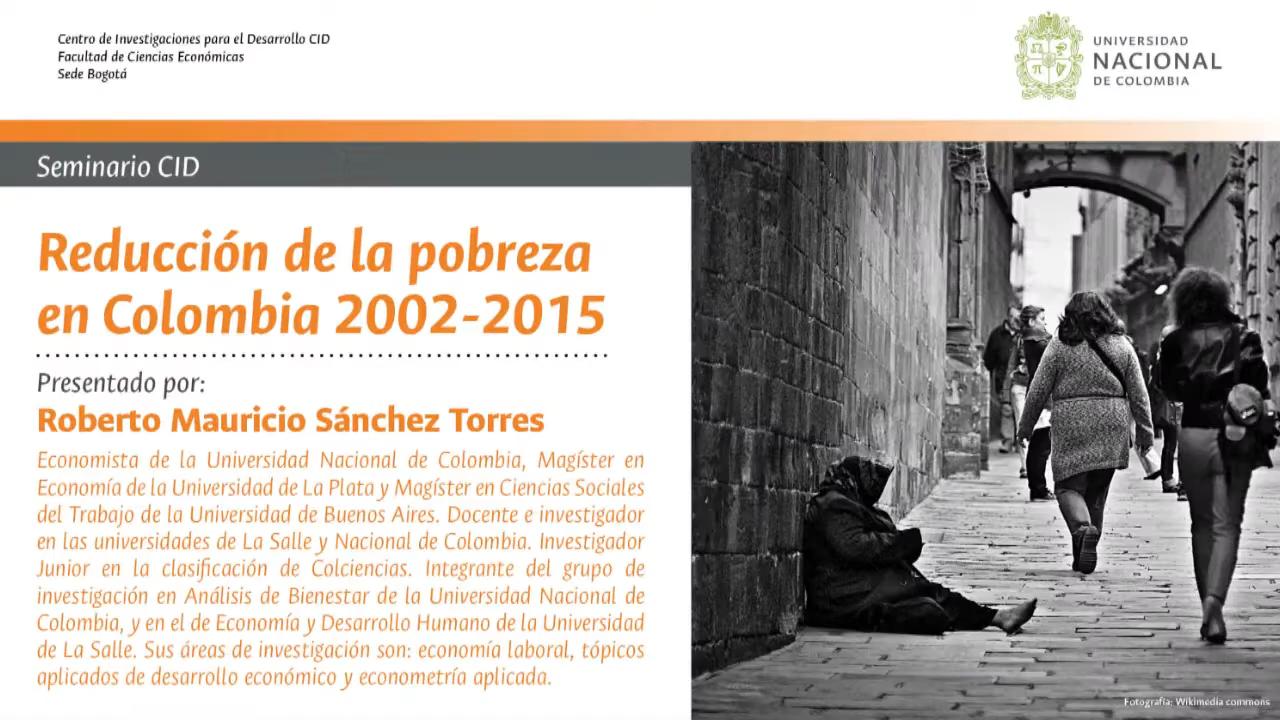 Centro de Investigaciones para el Desarrollo CID
Facultad de Ciencias Económicas
Sede Bogotá
UNIVERSIDAD
NACIONAL
DE COLOMBIA
Seminario CID
Reducción de la pobreza
en Colombia 2002-2015
Presentado por:
Roberto Mauricio Sánchez Torres
Economista de la Universidad Nacional de Colombia, Magíster en
Economía de la Universidad de La Plata y Magíster en Ciencias Sociales
del Trabajo de la Universidad de Buenos Aires. Docente e investigador
en las universidades de La Salle y Nacional de Colombia. Investigador
Junior en la clasificación de Colciencias. Integrante del grupo de
investigación en Análisis de Bienestar de la Universidad Nacional de
Colombia, y en el de Economía y Desarrollo Humano de la Universidad
de La Salle. Sus áreas de investigación son: economía laboral, tópicos
aplicados de desarrollo económico y econometría aplicada.
Fotografía: Wikimedia commons